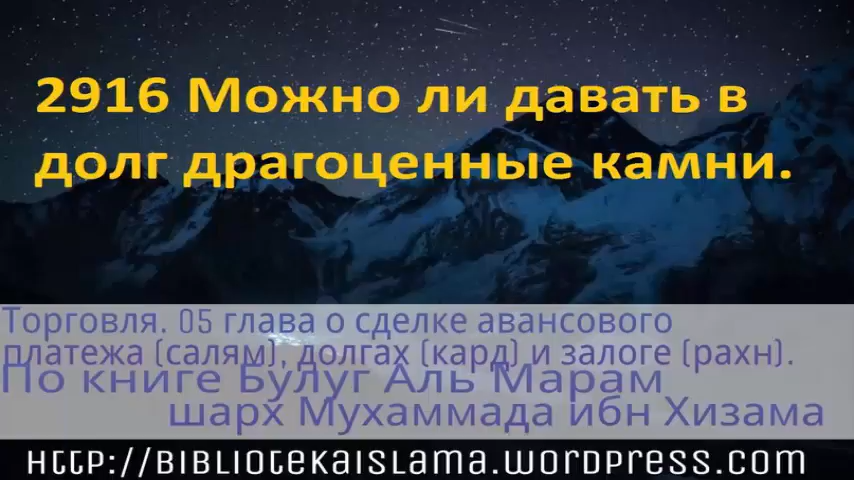 2916 Можно ли давать в
долг драгоценные камни.
Торговля. 05 глава о сделке авансового
платежа (салям), долгах (кард) и залоге (рахн).
По книге Булуг Аль Марам
шарх Мухаммада ибн Хизама
HTTP://BIBLIOTEKAISLAMA.WORDPRESS.COM